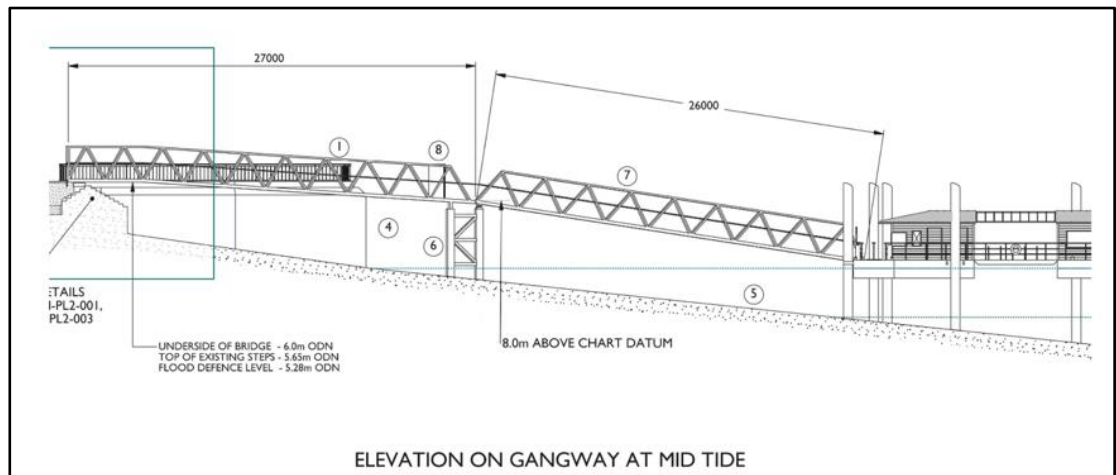 27000
26000
1
8
7
4
6
5
ETAILS
I-PL2-001,
PL2-003
UNDERSIDE OF BRIDGE - 6.0m ODN
TOP OF EXISTING STEPS - 5.65m ODN
FLOOD DEFENCE LEVEL - 5.28m ODN
8.0m ABOVE CHART DATUM
ELEVATION ON GANGWAY AT MID TIDE